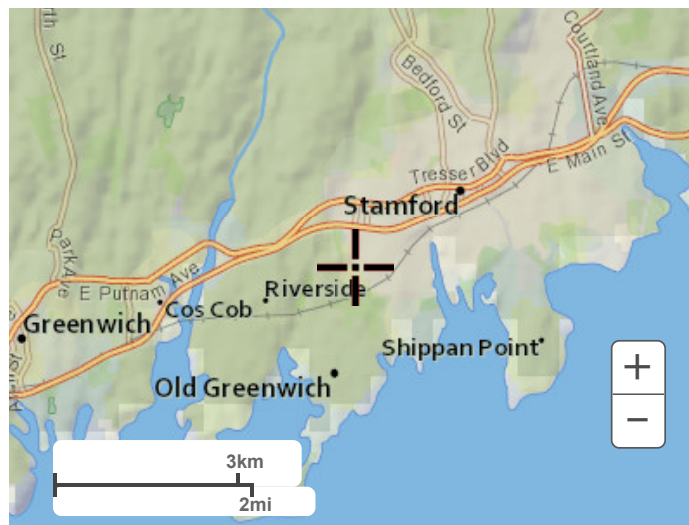 th St
Bedford St
Courtland Ave
Tresser Blvd
E Main St
Stamford
Park Ave
E Putnam Ave
Riverside
Cos Cob
Greenwich
Shippan Point
Old Greenwich
3km
2mi
+
−